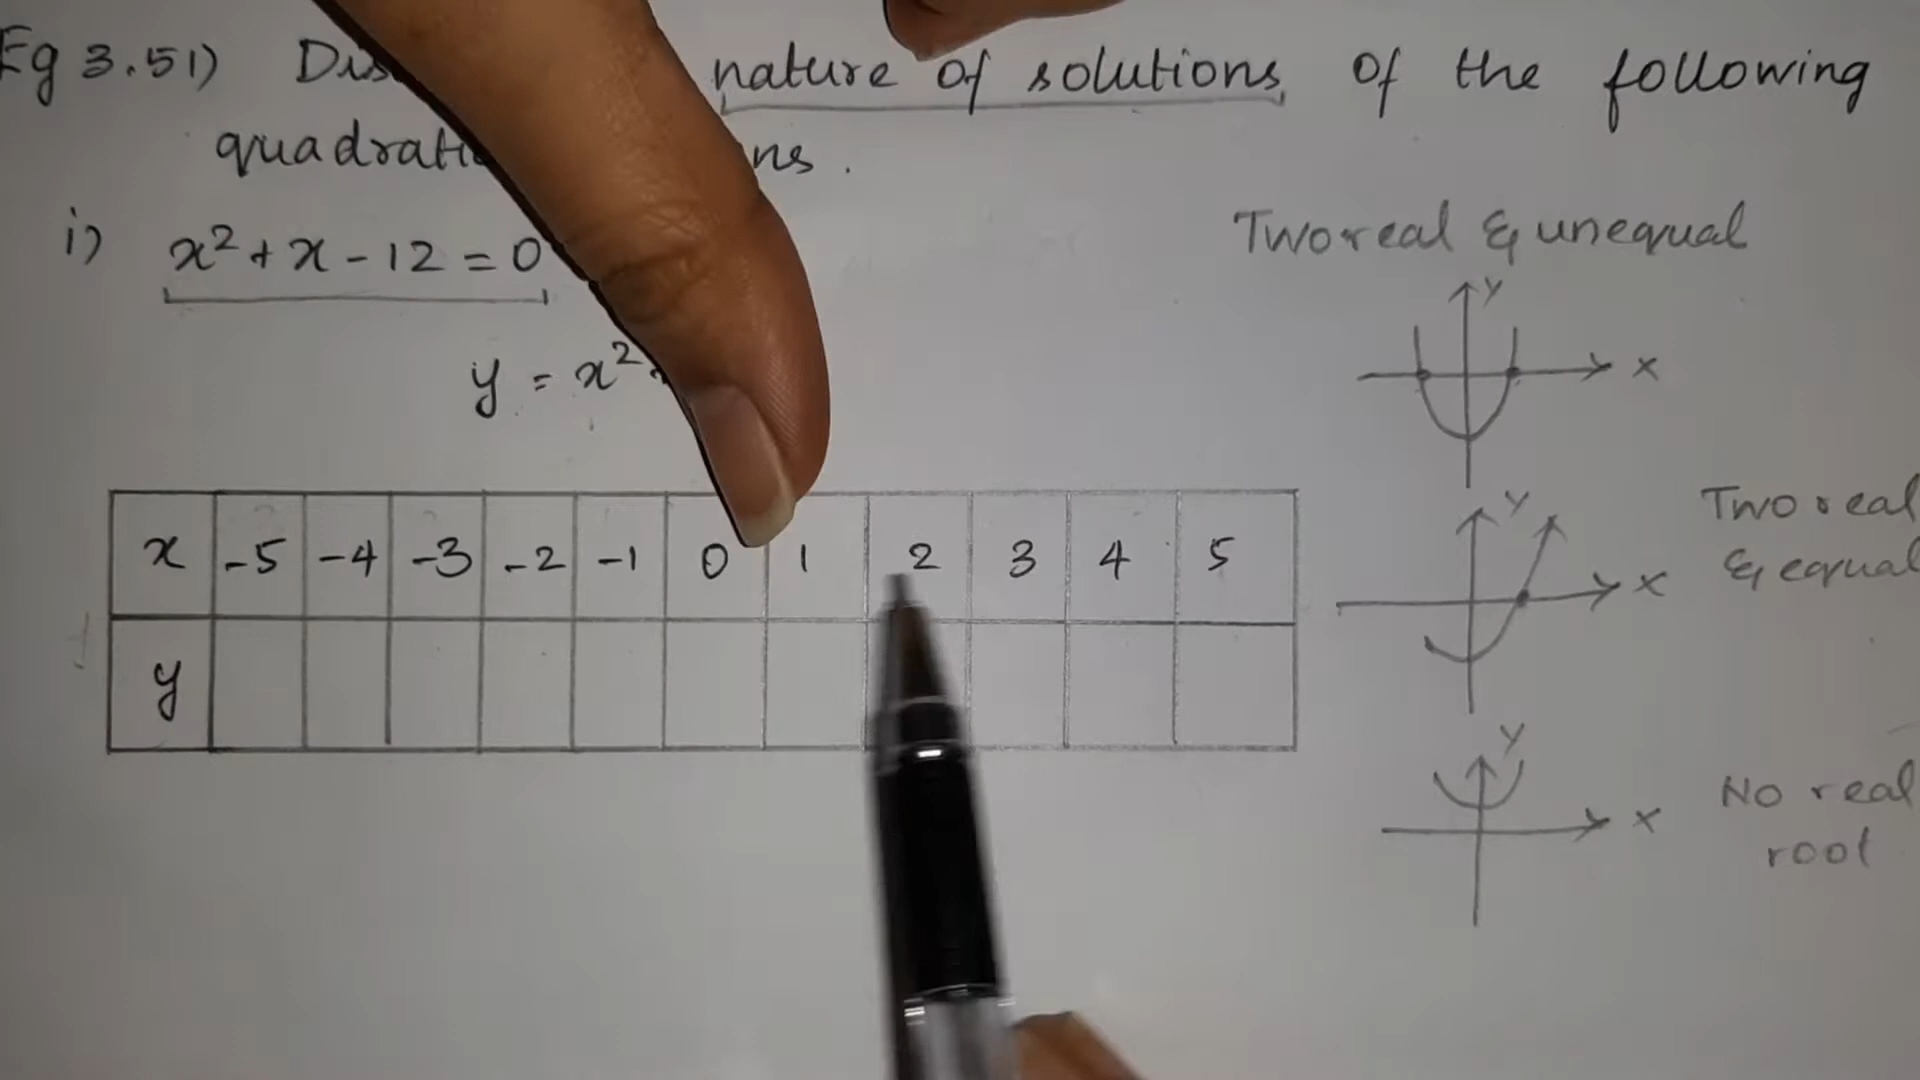 Eg 3.51) nature of solutions of the following
quadrati ns.
i) x² + x - 12 = 0
y = x²
x -5 -4 -3 -2 -1 0 1 2 3 4 5
y
Two real & unequal
y
x
y
x
Two real
& equal
y
x
No real
root